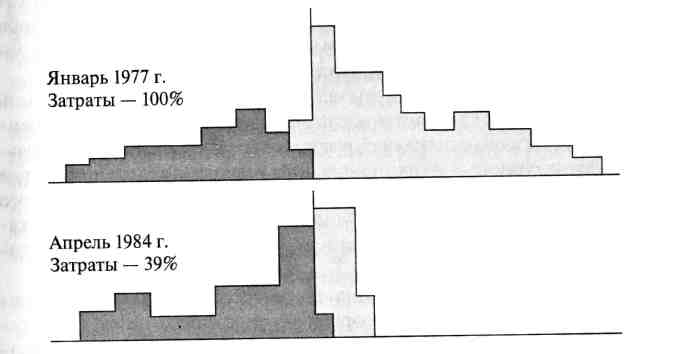 Январь 1977 г.
Затраты — 100%
Апрель 1984 г.
Затраты — 39%